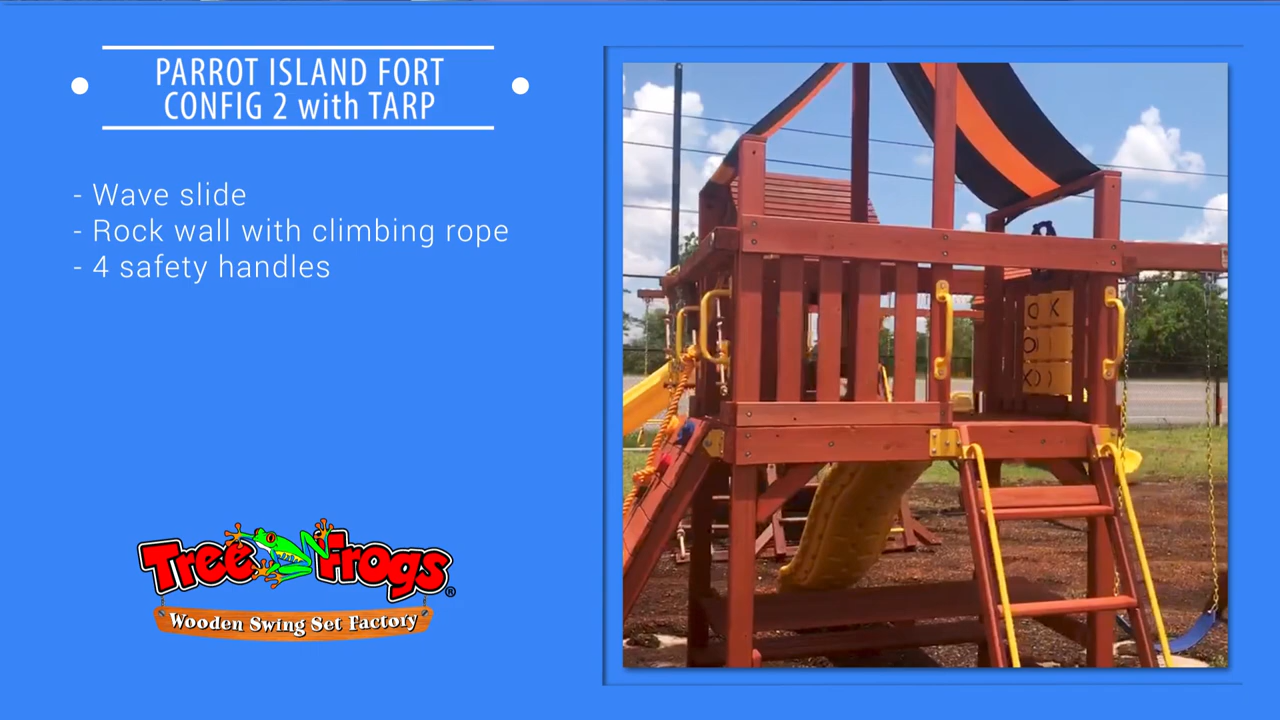 PARROT ISLAND FORT
CONFIG 2 with TARP
- Wave slide
- Rock wall with climbing rope
- 4 safety handles
Tree Frogs®
Wooden Swing Set Factory
O X
O
X O